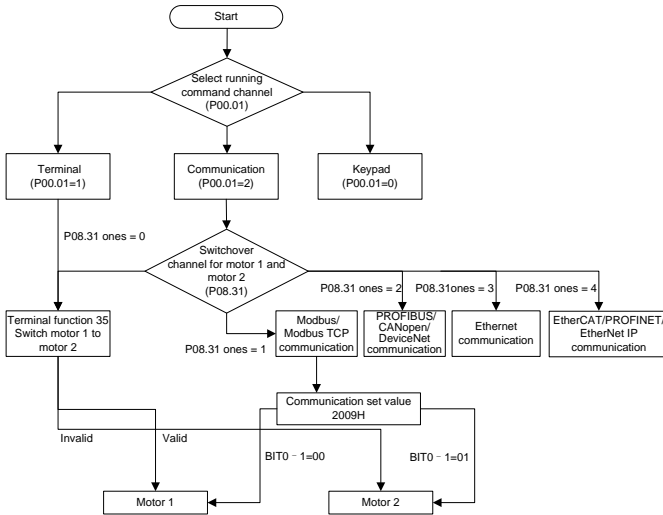 Start
Select running
command channel
(P00.01)
Terminal
(P00.01=1)
Communication
(P00.01=2)
Keypad
(P00.01=0)
P08.31 ones = 0
Switchover
channel for motor 1 and
motor 2
(P08.31)
P08.31 ones = 2
P08.31ones = 3
P08.31 ones = 4
Terminal function 35
Switch motor 1 to
motor 2
P08.31 ones = 1
Modbus/
Modbus TCP
communication
PROFIBUS/
CANopen/
DeviceNet
communication
Ethernet
communication
EtherCAT/PROFINET/
EtherNet IP
communication
Communication set value
2009H
Invalid
Valid
BIT0－1=00
BIT0－1=01
Motor 1
Motor 2